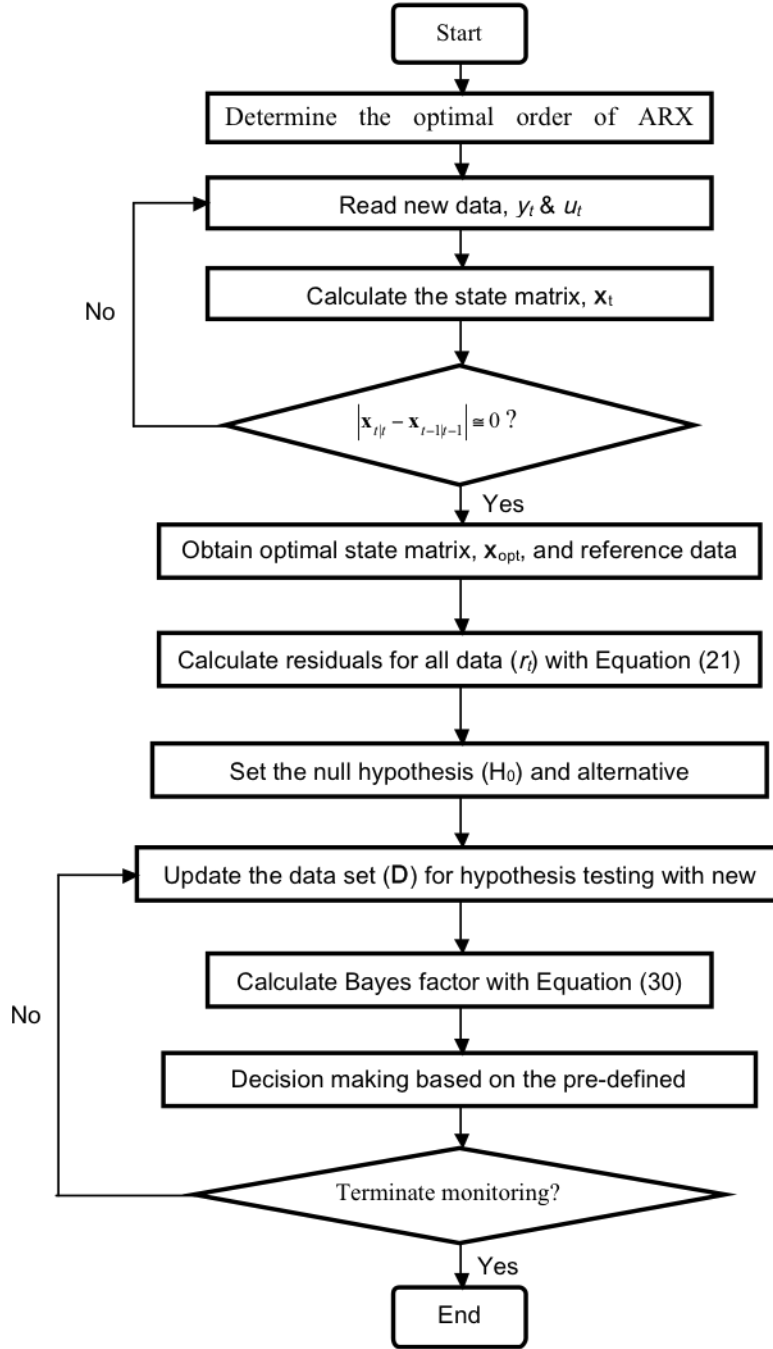 Start
Determine the optimal order of ARX
Read new data, yt & ut
Calculate the state matrix, xt
No
|xt|t − xt−1|t−1| ≅ 0 ?
Yes
Obtain optimal state matrix, xopt, and reference data
Calculate residuals for all data (rt) with Equation (21)
Set the null hypothesis (H0) and alternative
Update the data set (D) for hypothesis testing with new
Calculate Bayes factor with Equation (30)
No
Decision making based on the pre-defined
Terminate monitoring?
Yes
End